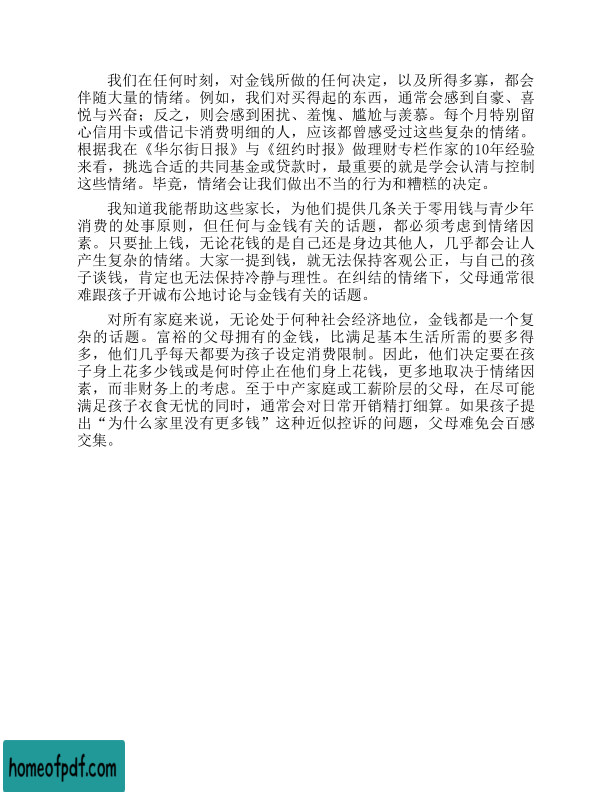 我们在任何时刻，对金钱所做的任何决定，以及所得多寡，都会
伴随大量的情绪。例如，我们对买得起的东西，通常会感到自豪、喜
悦与兴奋；反之，则会感到困扰、羞愧、尴尬与羡慕。每个月特别留
心信用卡或借记卡消费明细的人，应该都曾感受过这些复杂的情绪。
根据我在《华尔街日报》与《纽约时报》做理财专栏作家的10年经验
来看，挑选合适的共同基金或贷款时，最重要的就是学会认清与控制
这些情绪。毕竟，情绪会让我们做出不当的行为和糟糕的决定。
我知道我能帮助这些家长，为他们提供几条关于零用钱与青少年
消费的处事原则，但任何与金钱有关的话题，都必须考虑到情绪因
素。只要扯上钱，无论花钱的是自己还是身边其他人，几乎都会让人
产生复杂的情绪。大家一提到钱，就无法保持客观公正，与自己的孩
子谈钱，肯定也无法保持冷静与理性。在纠结的情绪下，父母通常很
难跟孩子开诚布公地讨论与金钱有关的话题。
对所有家庭来说，无论处于何种社会经济地位，金钱都是一个复
杂的话题。富裕的父母拥有的金钱，比满足基本生活所需的要多得
多，他们几乎每天都要为孩子设定消费限制。因此，他们决定要在孩
子身上花多少钱或是何时停止在他们身上花钱，更多地取决于情绪因
素，而非财务上的考虑。至于中产家庭或工薪阶层的父母，在尽可能
满足孩子衣食无忧的同时，通常会对日常开销精打细算。如果孩子提
出“为什么家里没有更多钱”这种近似控诉的问题，父母难免会百感
交集。
homeofpdf.com